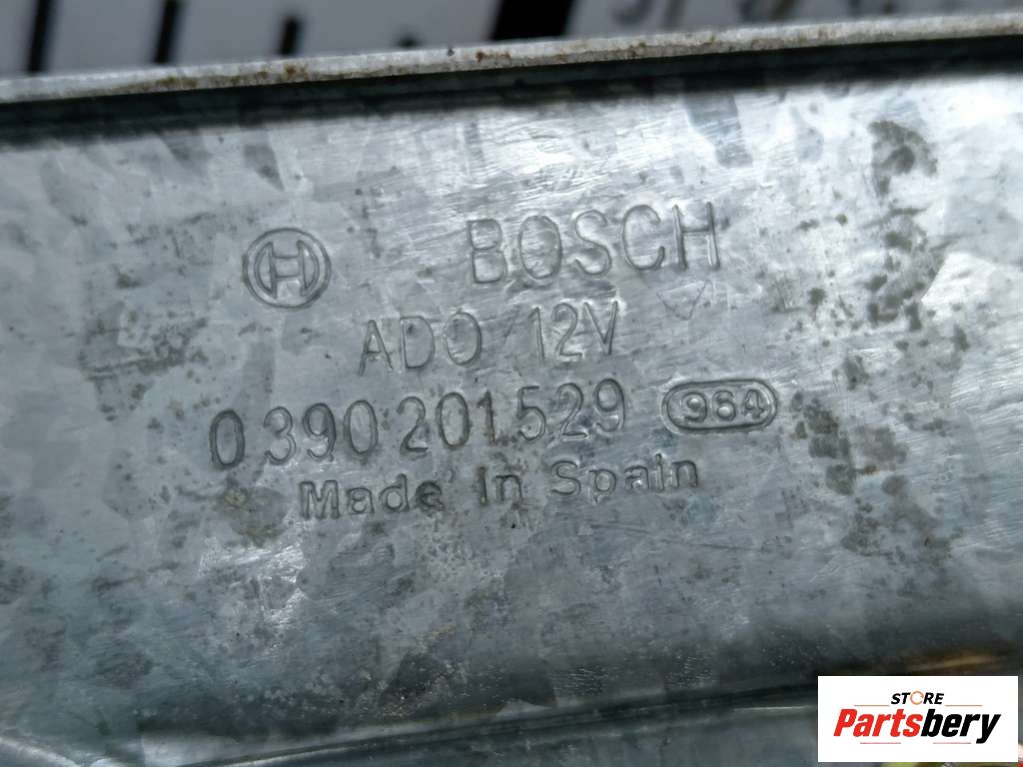 BOSCH
ADO 12V
0 390 201 529 964
Made in Spain
STORE
Partsbery